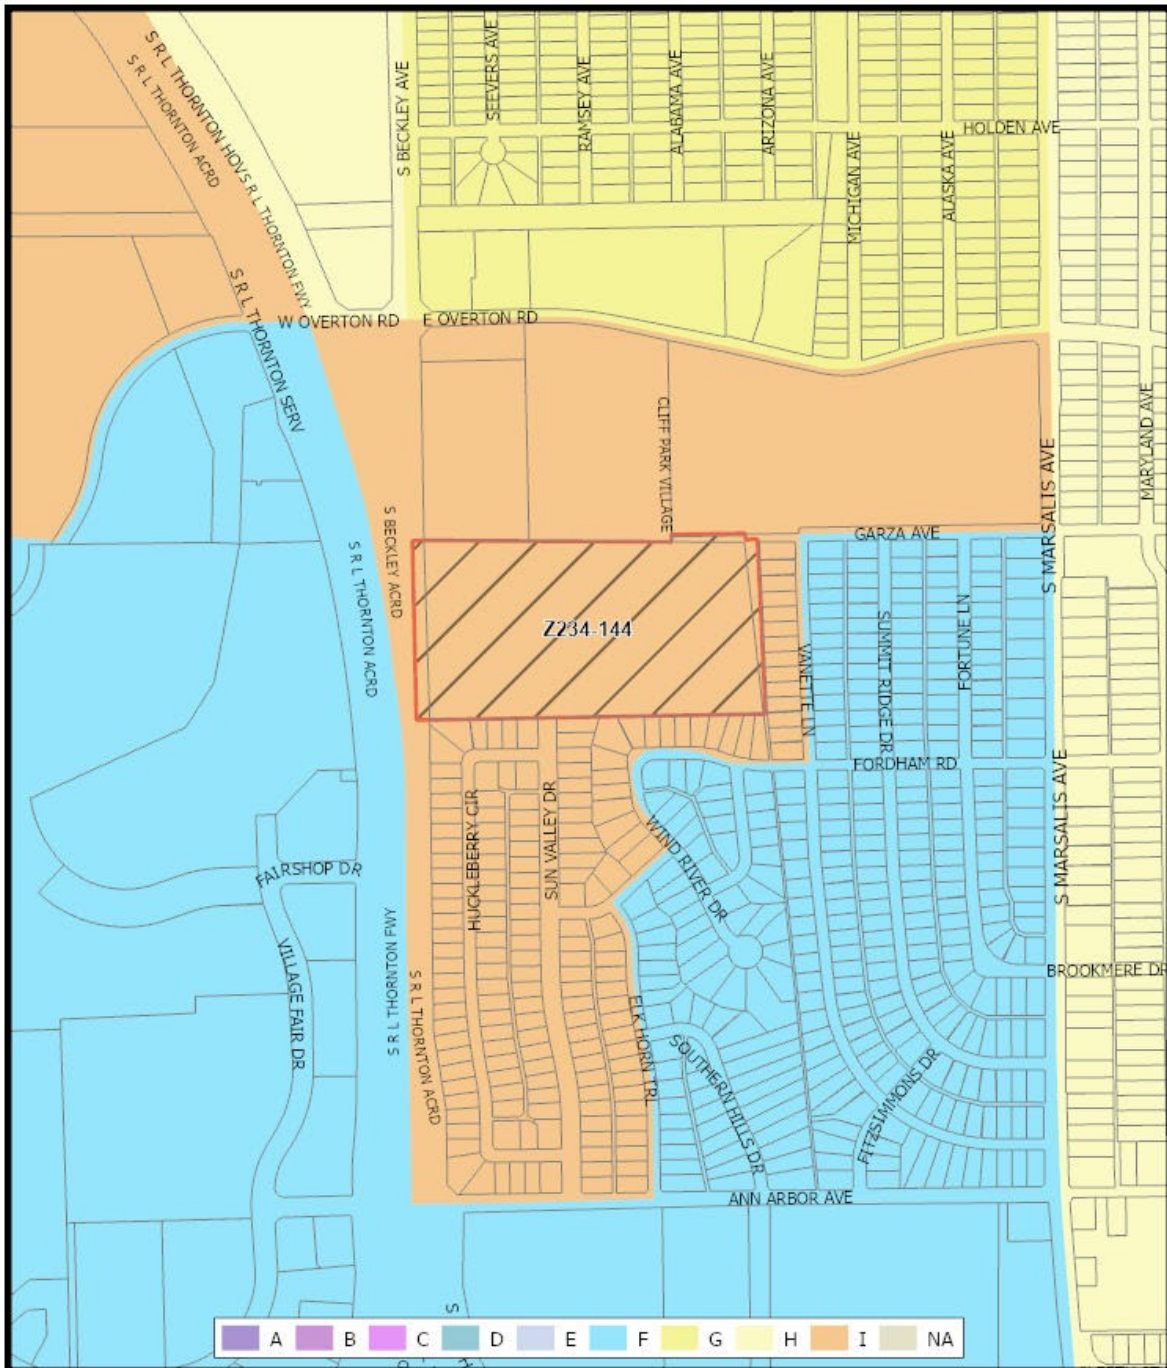 S R L THORNTON HOV
S R L THORNTON FWY
S R L THORNTON ACRD
S BECKLEY AVE
SEEVERS AVE
RAMSEY AVE
ALABAMA AVE
ARIZONA AVE
HOLDEN AVE
MICHIGAN AVE
ALASKA AVE
S R L THORNTON SERV
W OVERTON RD
E OVERTON RD
CLIFF PARK VILLAGE
MARYLAND AVE
S MARSALIS AVE
S BECKLEY ACRD
GARZA AVE
S R L THORNTON ACRD
Z234-144
VANETTE LN
SUMMIT RIDGE DR
FORTUNE LN
FORDHAM RD
S MARSALIS AVE
HUCKLEBERRY CIR
SUN VALLEY DR
WIND RIVER DR
FAIRSHOP DR
S R L THORNTON FWY
VILLAGE FAIR DR
S R L THORNTON ACRD
BROOKMERE DR
ELK HORN TRL
SOUTHERN HILLS DR
FITZSIMMONS DR
ANN ARBOR AVE
S
A B C D E F G H I NA